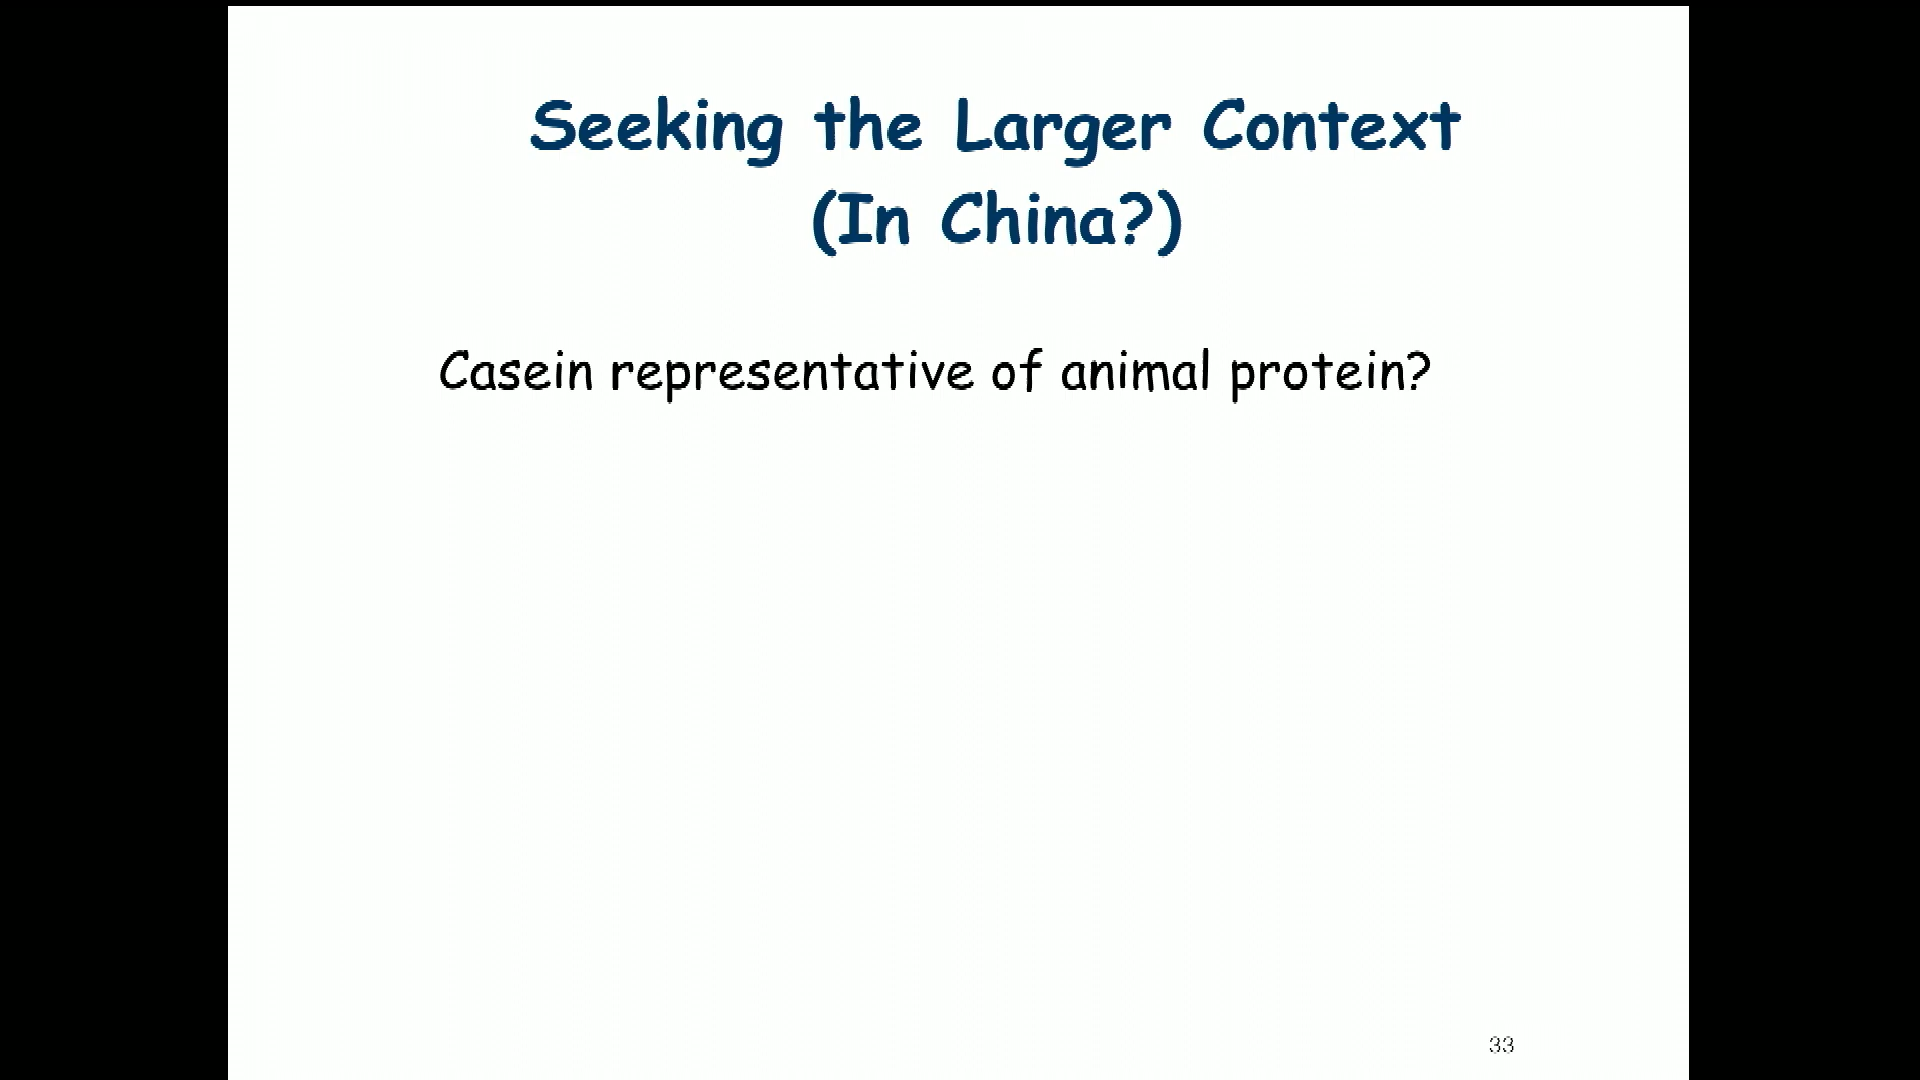 Seeking the Larger Context
(In China?)
Casein representative of animal protein?
33